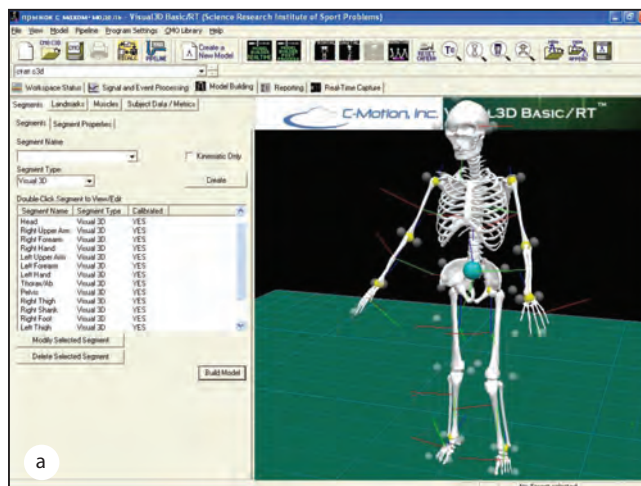 - Visual3D Basic/RT (Science Research Institute of Sport Problems)
File View Model Pipeline Program Settings CMO Library Help
CMO C3D
PIPELINE
Create a
New Model
RESET
стат c3d
Workspace Status Signal and Event Processing Model Building Reporting Real-Time Capture
Segments Landmarks Muscles Subject Data / Metrics
Segments Segment Properties
C-Motion, Inc. BASIC/RT™
Segment Name
Kinematic Only
Segment Type:
Visual 3D
Create
Double-Click Segment to View/Edit
Segment Name Segment Type Calibrated
Head Visual 3D YES
Right Upper Arm Visual 3D YES
Right Forearm Visual 3D YES
Right Hand Visual 3D YES
Left Upper Arm Visual 3D YES
Left Forearm Visual 3D YES
Left Hand Visual 3D YES
Thorax/Ab Visual 3D YES
Pelvis Visual 3D YES
Right Thigh Visual 3D YES
Right Shank Visual 3D YES
Right Foot Visual 3D YES
Left Thigh Visual 3D YES
Modify Selected Segment
Delete Selected Segment
Build Model
a